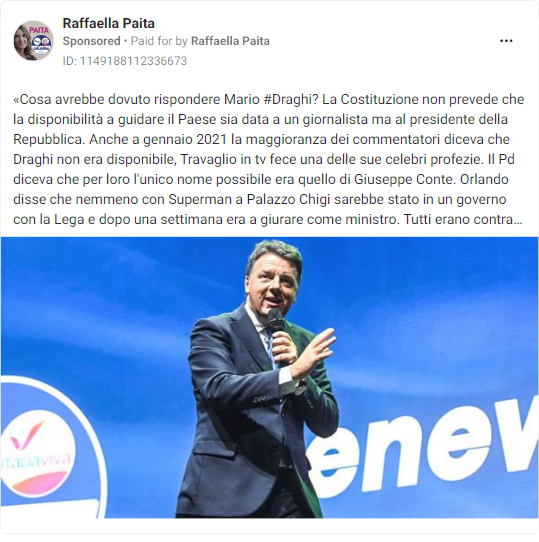 Raffaella Paita
Sponsored • Paid for by Raffaella Paita
ID: 1149188112336673
«Cosa avrebbe dovuto rispondere Mario #Draghi? La Costituzione non prevede che
la disponibilità a guidare il Paese sia data a un giornalista ma al presidente della
Repubblica. Anche a gennaio 2021 la maggioranza dei commentatori diceva che
Draghi non era disponibile, Travaglio in tv fece una delle sue celebri profezie. Il Pd
diceva che per loro l'unico nome possibile era quello di Giuseppe Conte. Orlando
disse che nemmeno con Superman a Palazzo Chigi sarebbe stato in un governo
con la Lega e dopo una settimana era a giurare come ministro. Tutti erano contra...
PAITA
ITALIAVIVA
enew